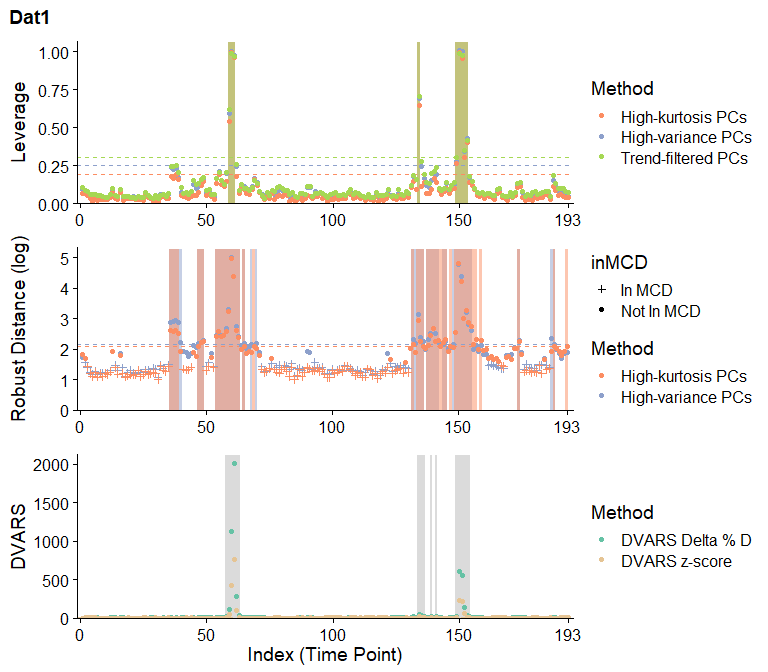 Dat1
Leverage
1.00
0.75
0.50
0.25
0.00
0 50 100 150 193
Method
High-kurtosis PCs
High-variance PCs
Trend-filtered PCs
Robust Distance (log)
5
4
3
2
1
0
0 50 100 150 193
inMCD
In MCD
Not In MCD
Method
High-kurtosis PCs
High-variance PCs
DVARS
2000
1500
1000
500
0
0 50 100 150 193
Index (Time Point)
Method
DVARS Delta % D
DVARS z-score